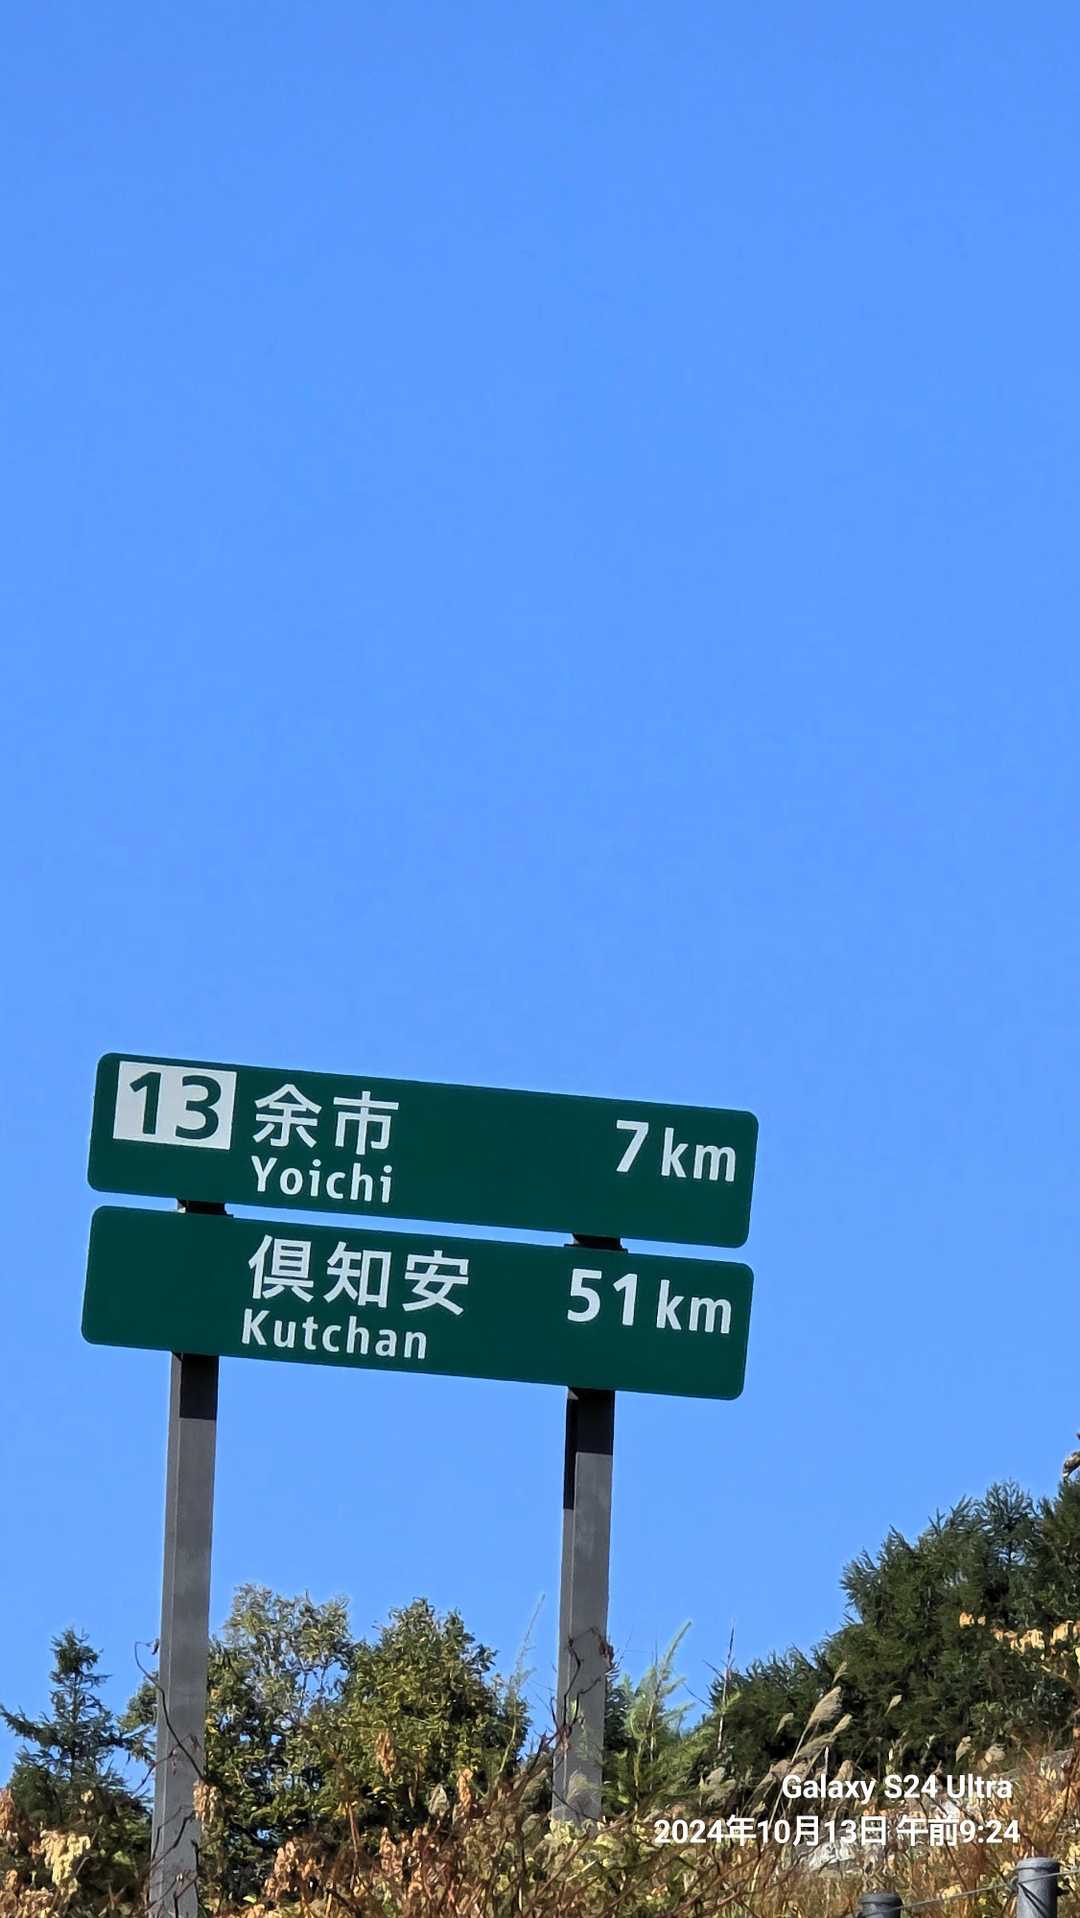 13 余市 7km
Yoichi
倶知安 51km
Kutchan
Galaxy S24 Ultra
2024年10月13日 午前9:24